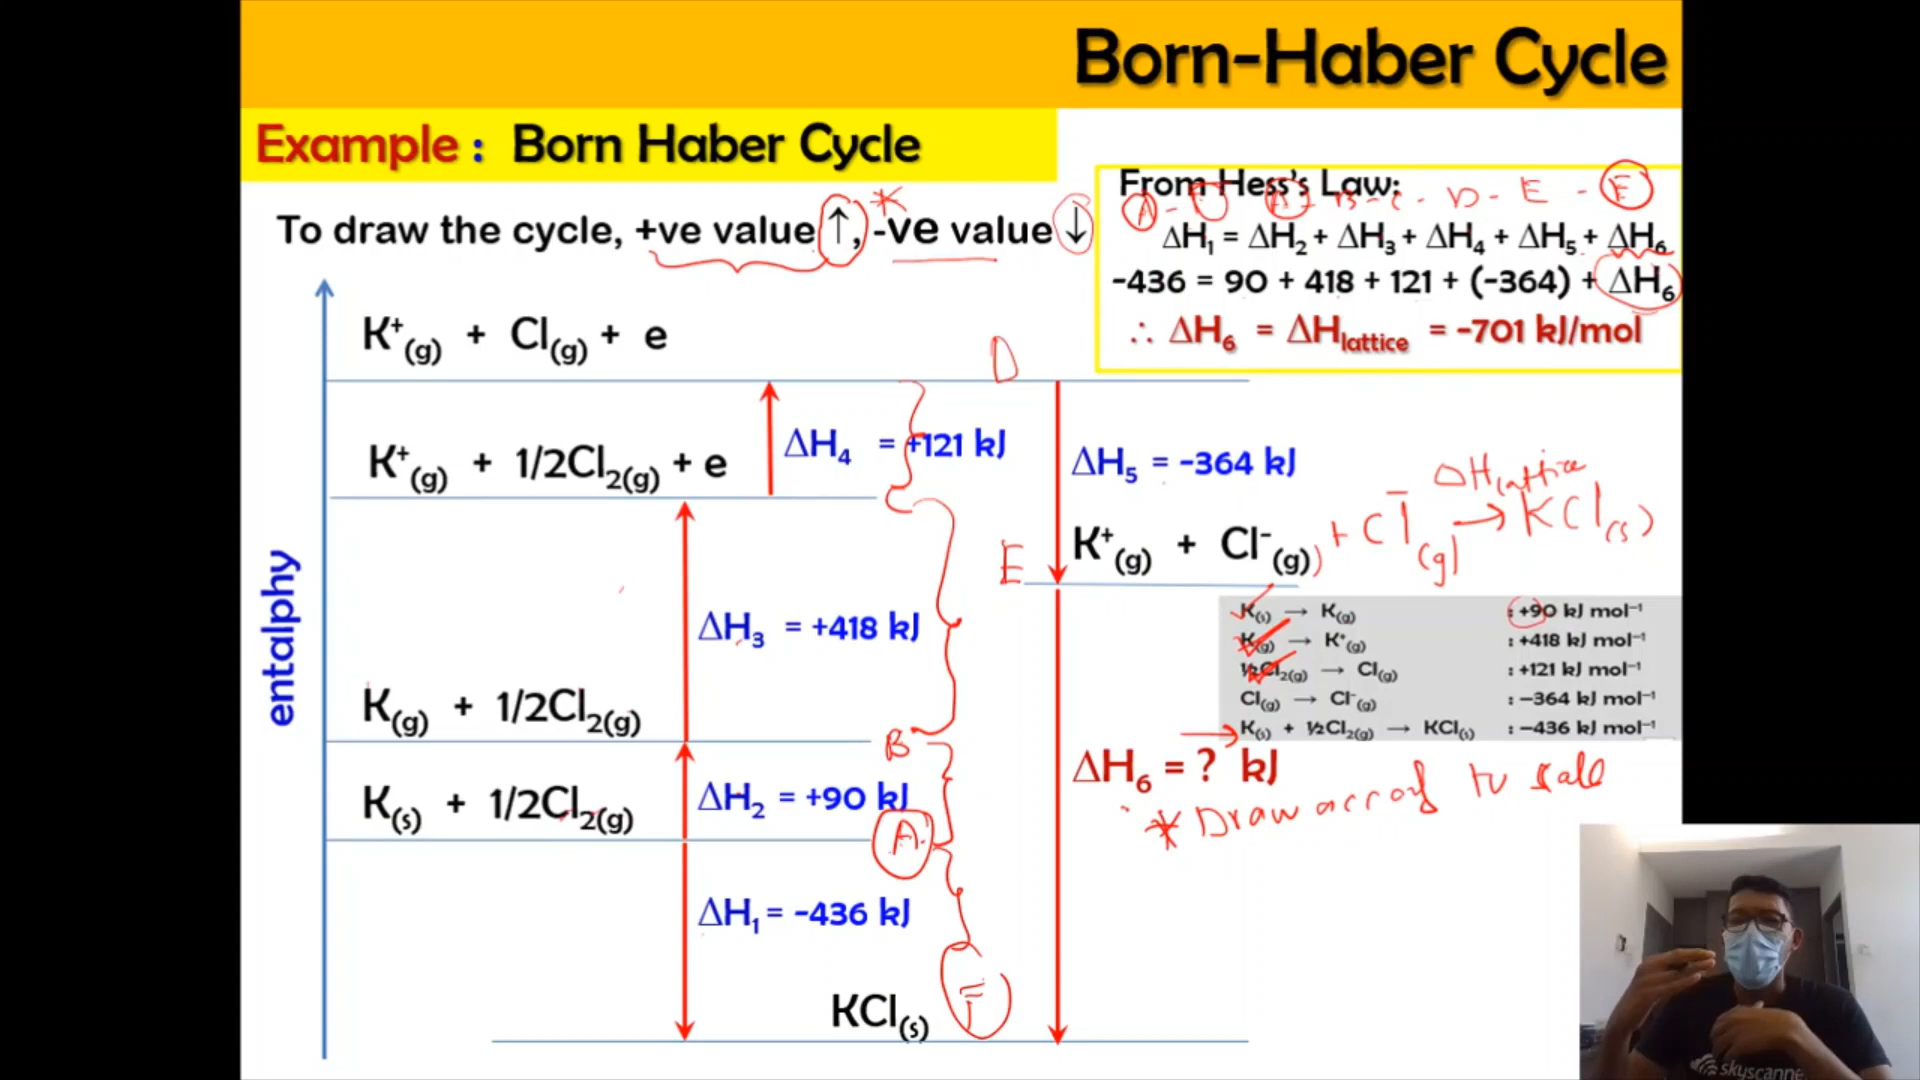 Born-Haber Cycle
Example : Born Haber Cycle
To draw the cycle, +ve value ↑, -ve value ↓
*
From Hess's Law:
A - F A - B - C - D - E - F
ΔH₁ = ΔH₂ + ΔH₃ + ΔH₄ + ΔH₅ + ΔH₆
-436 = 90 + 418 + 121 + (-364) + ΔH₆
∴ ΔH₆ = ΔHlattice = -701 kJ/mol
entalphy
K⁺(g) + Cl(g) + e
D
ΔH₄ = +121 kJ
K⁺(g) + 1/2Cl₂(g) + e
C
ΔH₅ = -364 kJ
E
K⁺(g) + Cl⁻(g)
) + Cl⁻(g) → KCl(s)
ΔHlattice
ΔH₃ = +418 kJ
K(g) + 1/2Cl₂(g)
B
ΔH₂ = +90 kJ
K(s) + 1/2Cl₂(g)
A
ΔH₁ = -436 kJ
KCl(s)
F
K(s) → K(g) : +90 kJ mol⁻¹
K(g) → K⁺(g) : +418 kJ mol⁻¹
½Cl₂(g) → Cl(g) : +121 kJ mol⁻¹
Cl(g) → Cl⁻(g) : −364 kJ mol⁻¹
K(s) + ½Cl₂(g) → KCl(s) : −436 kJ mol⁻¹
ΔH₆ = ? kJ
* Draw to
skyscanne